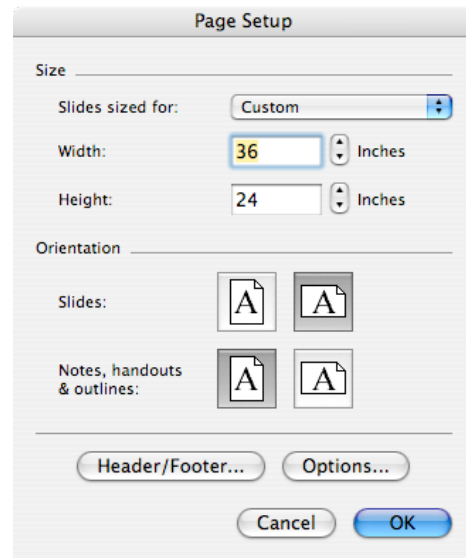 Page Setup
Size
Slides sized for: Custom
Width: 36 Inches
Height: 24 Inches
Orientation
Slides: A A
Notes, handouts
& outlines: A A
Header/Footer... Options...
Cancel OK